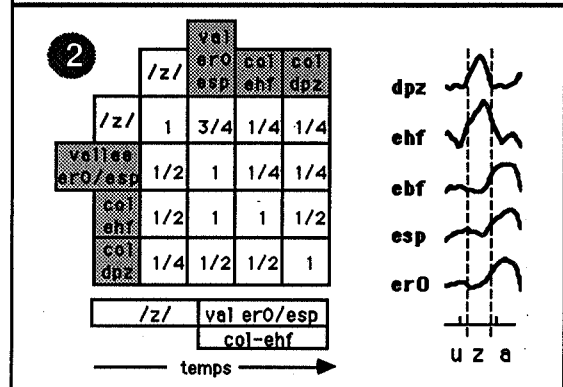 2
val
er0
esp
col
ehf
col
dpz
/z/
/z/ 1 3/4 1/4 1/4
vallee
er0/esp 1/2 1 1/4 1/4
col
ehf 1/2 1 1 1/2
col
dpz 1/4 1/2 1/2 1
/z/ val er0/esp
col-ehf
temps
dpz
ehf
ebf
esp
er0
u z a